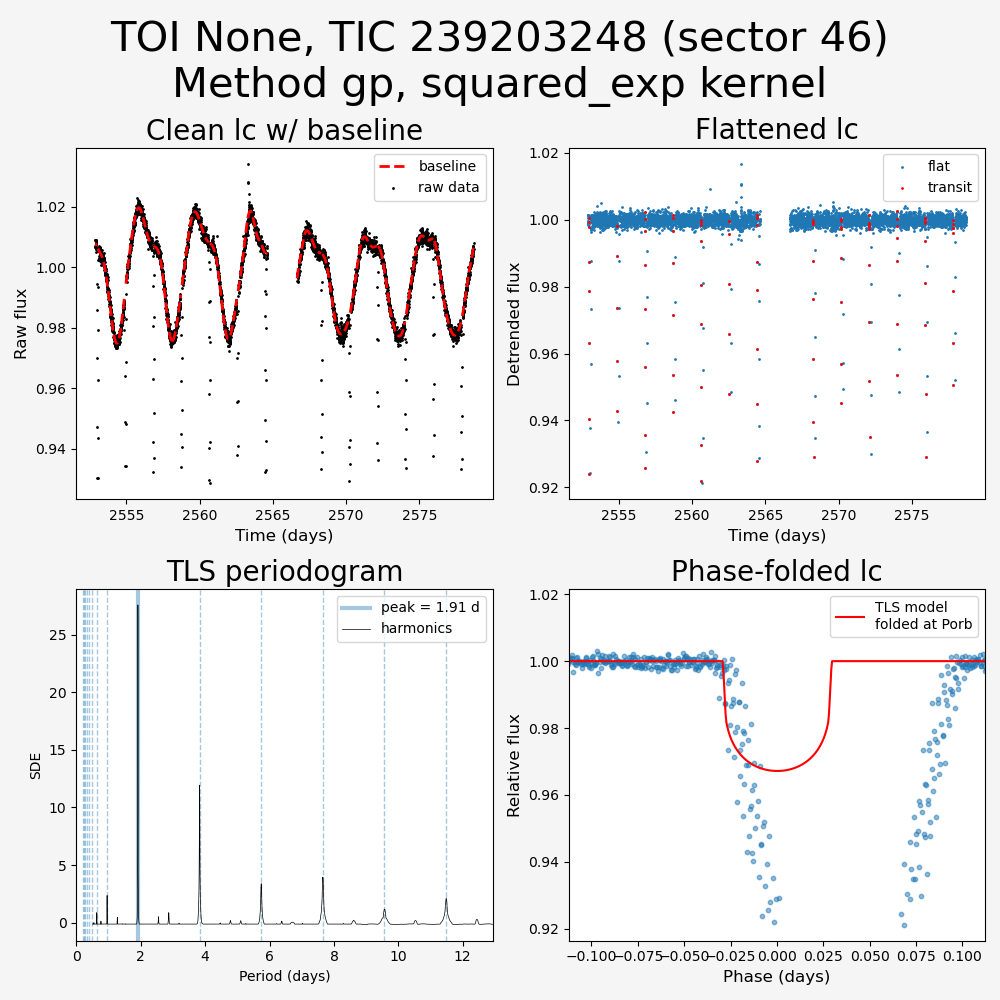 TOI None, TIC 239203248 (sector 46)
Method gp, squared_exp kernel
Clean lc w/ baseline
Raw flux
1.02
1.00
0.98
0.96
0.94
baseline
raw data
2555 2560 2565 2570 2575
Time (days)
Flattened lc
Detrended flux
1.02
1.00
0.98
0.96
0.94
0.92
flat
transit
2555 2560 2565 2570 2575
Time (days)
TLS periodogram
SDE
25
20
15
10
5
0
peak = 1.91 d
harmonics
0 2 4 6 8 10 12
Period (days)
Phase-folded lc
Relative flux
1.02
1.00
0.98
0.96
0.94
0.92
TLS model
folded at Porb
−0.100 −0.075 −0.050 −0.025 0.000 0.025 0.050 0.075 0.100
Phase (days)